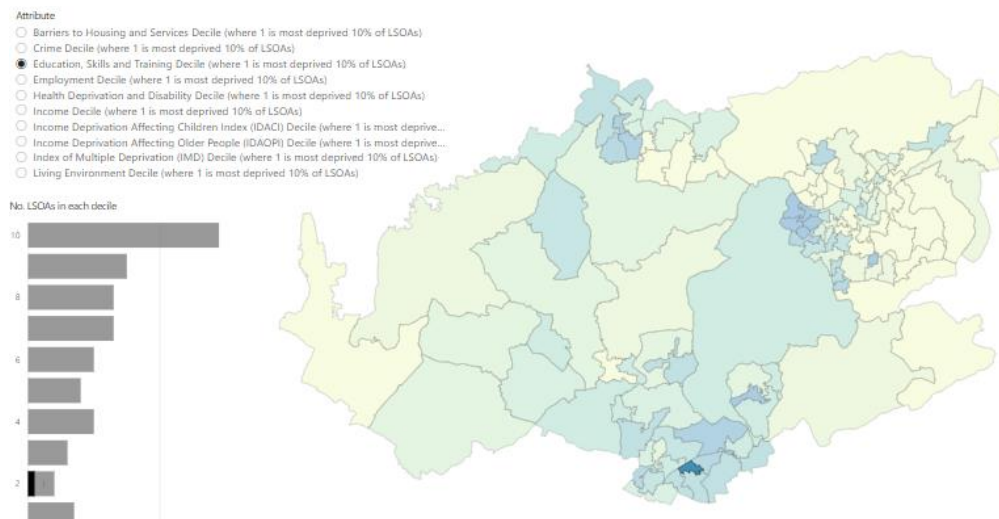 Attribute
Barriers to Housing and Services Decile (where 1 is most deprived 10% of LSOAs)
Crime Decile (where 1 is most deprived 10% of LSOAs)
Education, Skills and Training Decile (where 1 is most deprived 10% of LSOAs)
Employment Decile (where 1 is most deprived 10% of LSOAs)
Health Deprivation and Disability Decile (where 1 is most deprived 10% of LSOAs)
Income Decile (where 1 is most deprived 10% of LSOAs)
Income Deprivation Affecting Children Index (IDACI) Decile (where 1 is most deprive...
Income Deprivation Affecting Older People (IDAOPI) Decile (where 1 is most deprive...
Index of Multiple Deprivation (IMD) Decile (where 1 is most deprived 10% of LSOAs)
Living Environment Decile (where 1 is most deprived 10% of LSOAs)
No. LSOAs in each decile
10
8
6
4
2